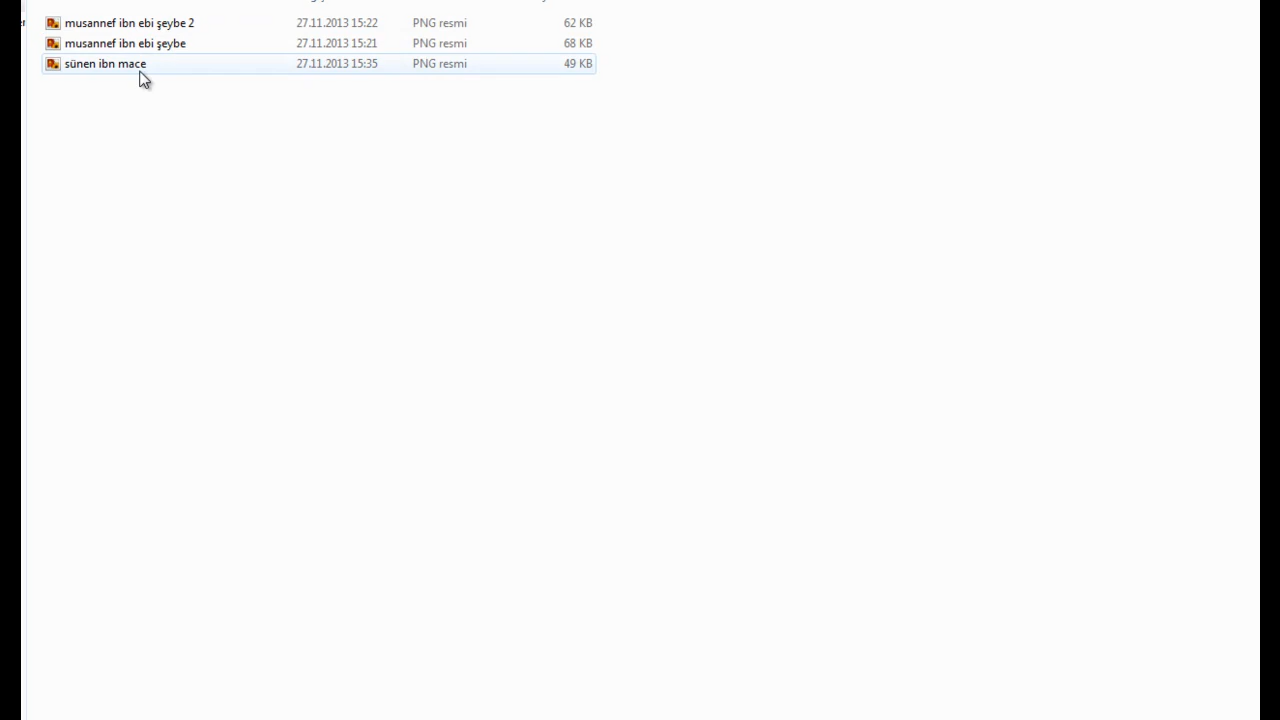 musannef ibn ebi şeybe 2 27.11.2013 15:22 PNG resmi 62 KB
musannef ibn ebi şeybe 27.11.2013 15:21 PNG resmi 68 KB
sünen ibn mace 27.11.2013 15:35 PNG resmi 49 KB